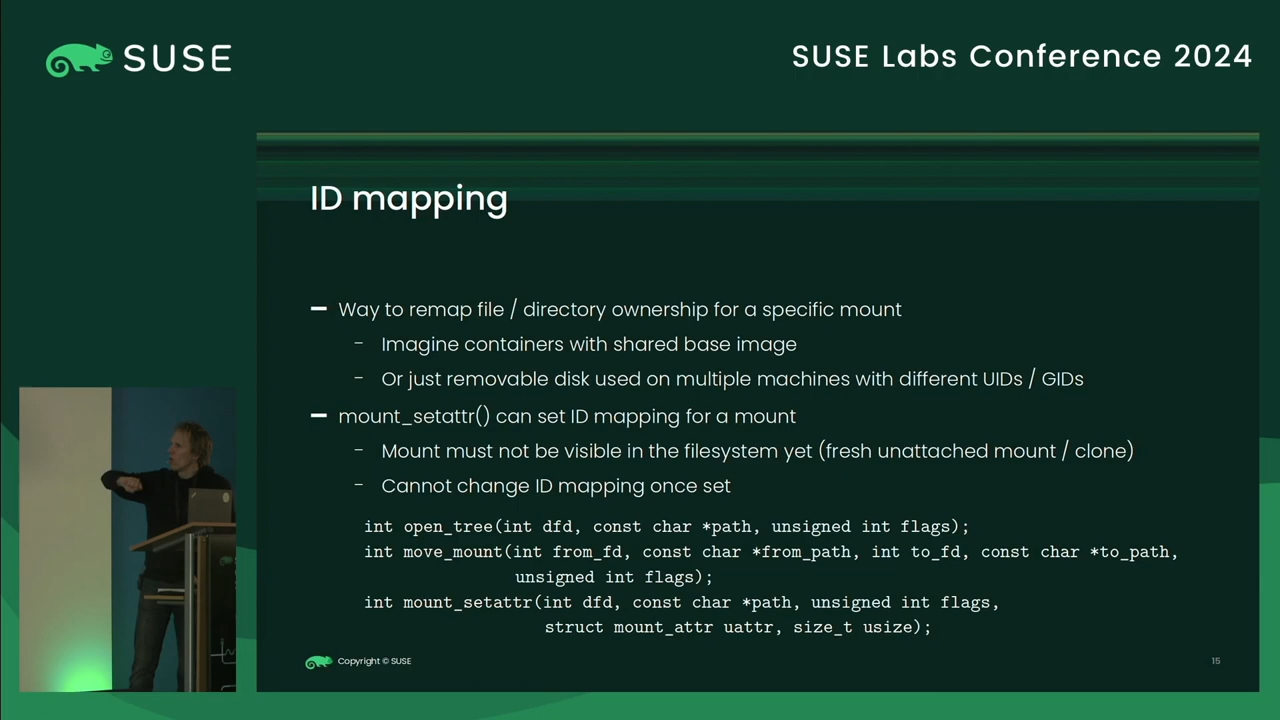 SUSE
SUSE Labs Conference 2024
ID mapping
Way to remap file / directory ownership for a specific mount
- Imagine containers with shared base image
- Or just removable disk used on multiple machines with different UIDs / GIDs
mount_setattr() can set ID mapping for a mount
- Mount must not be visible in the filesystem yet (fresh unattached mount / clone)
- Cannot change ID mapping once set
int open_tree(int dfd, const char *path, unsigned int flags);
int move_mount(int from_fd, const char *from_path, int to_fd, const char *to_path,
unsigned int flags);
int mount_setattr(int dfd, const char *path, unsigned int flags,
struct mount_attr uattr, size_t usize);
Copyright © SUSE
15